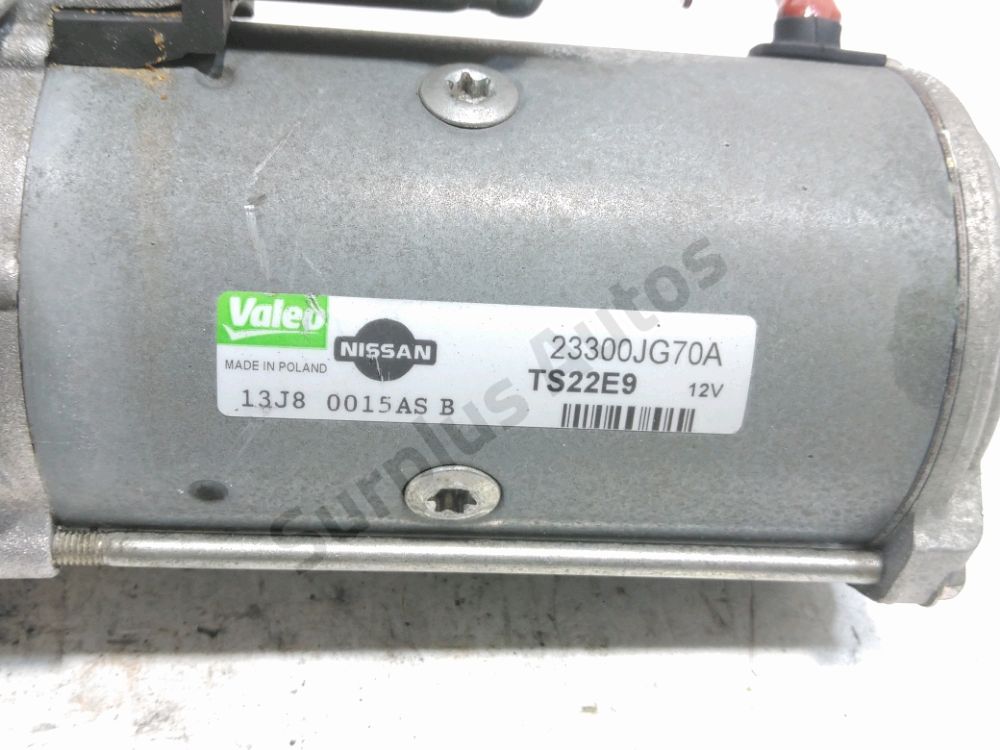 Valeo
NISSAN
23300JG70A
MADE IN POLAND
TS22E9 12V
13J8 0015AS B
Surplus Autos